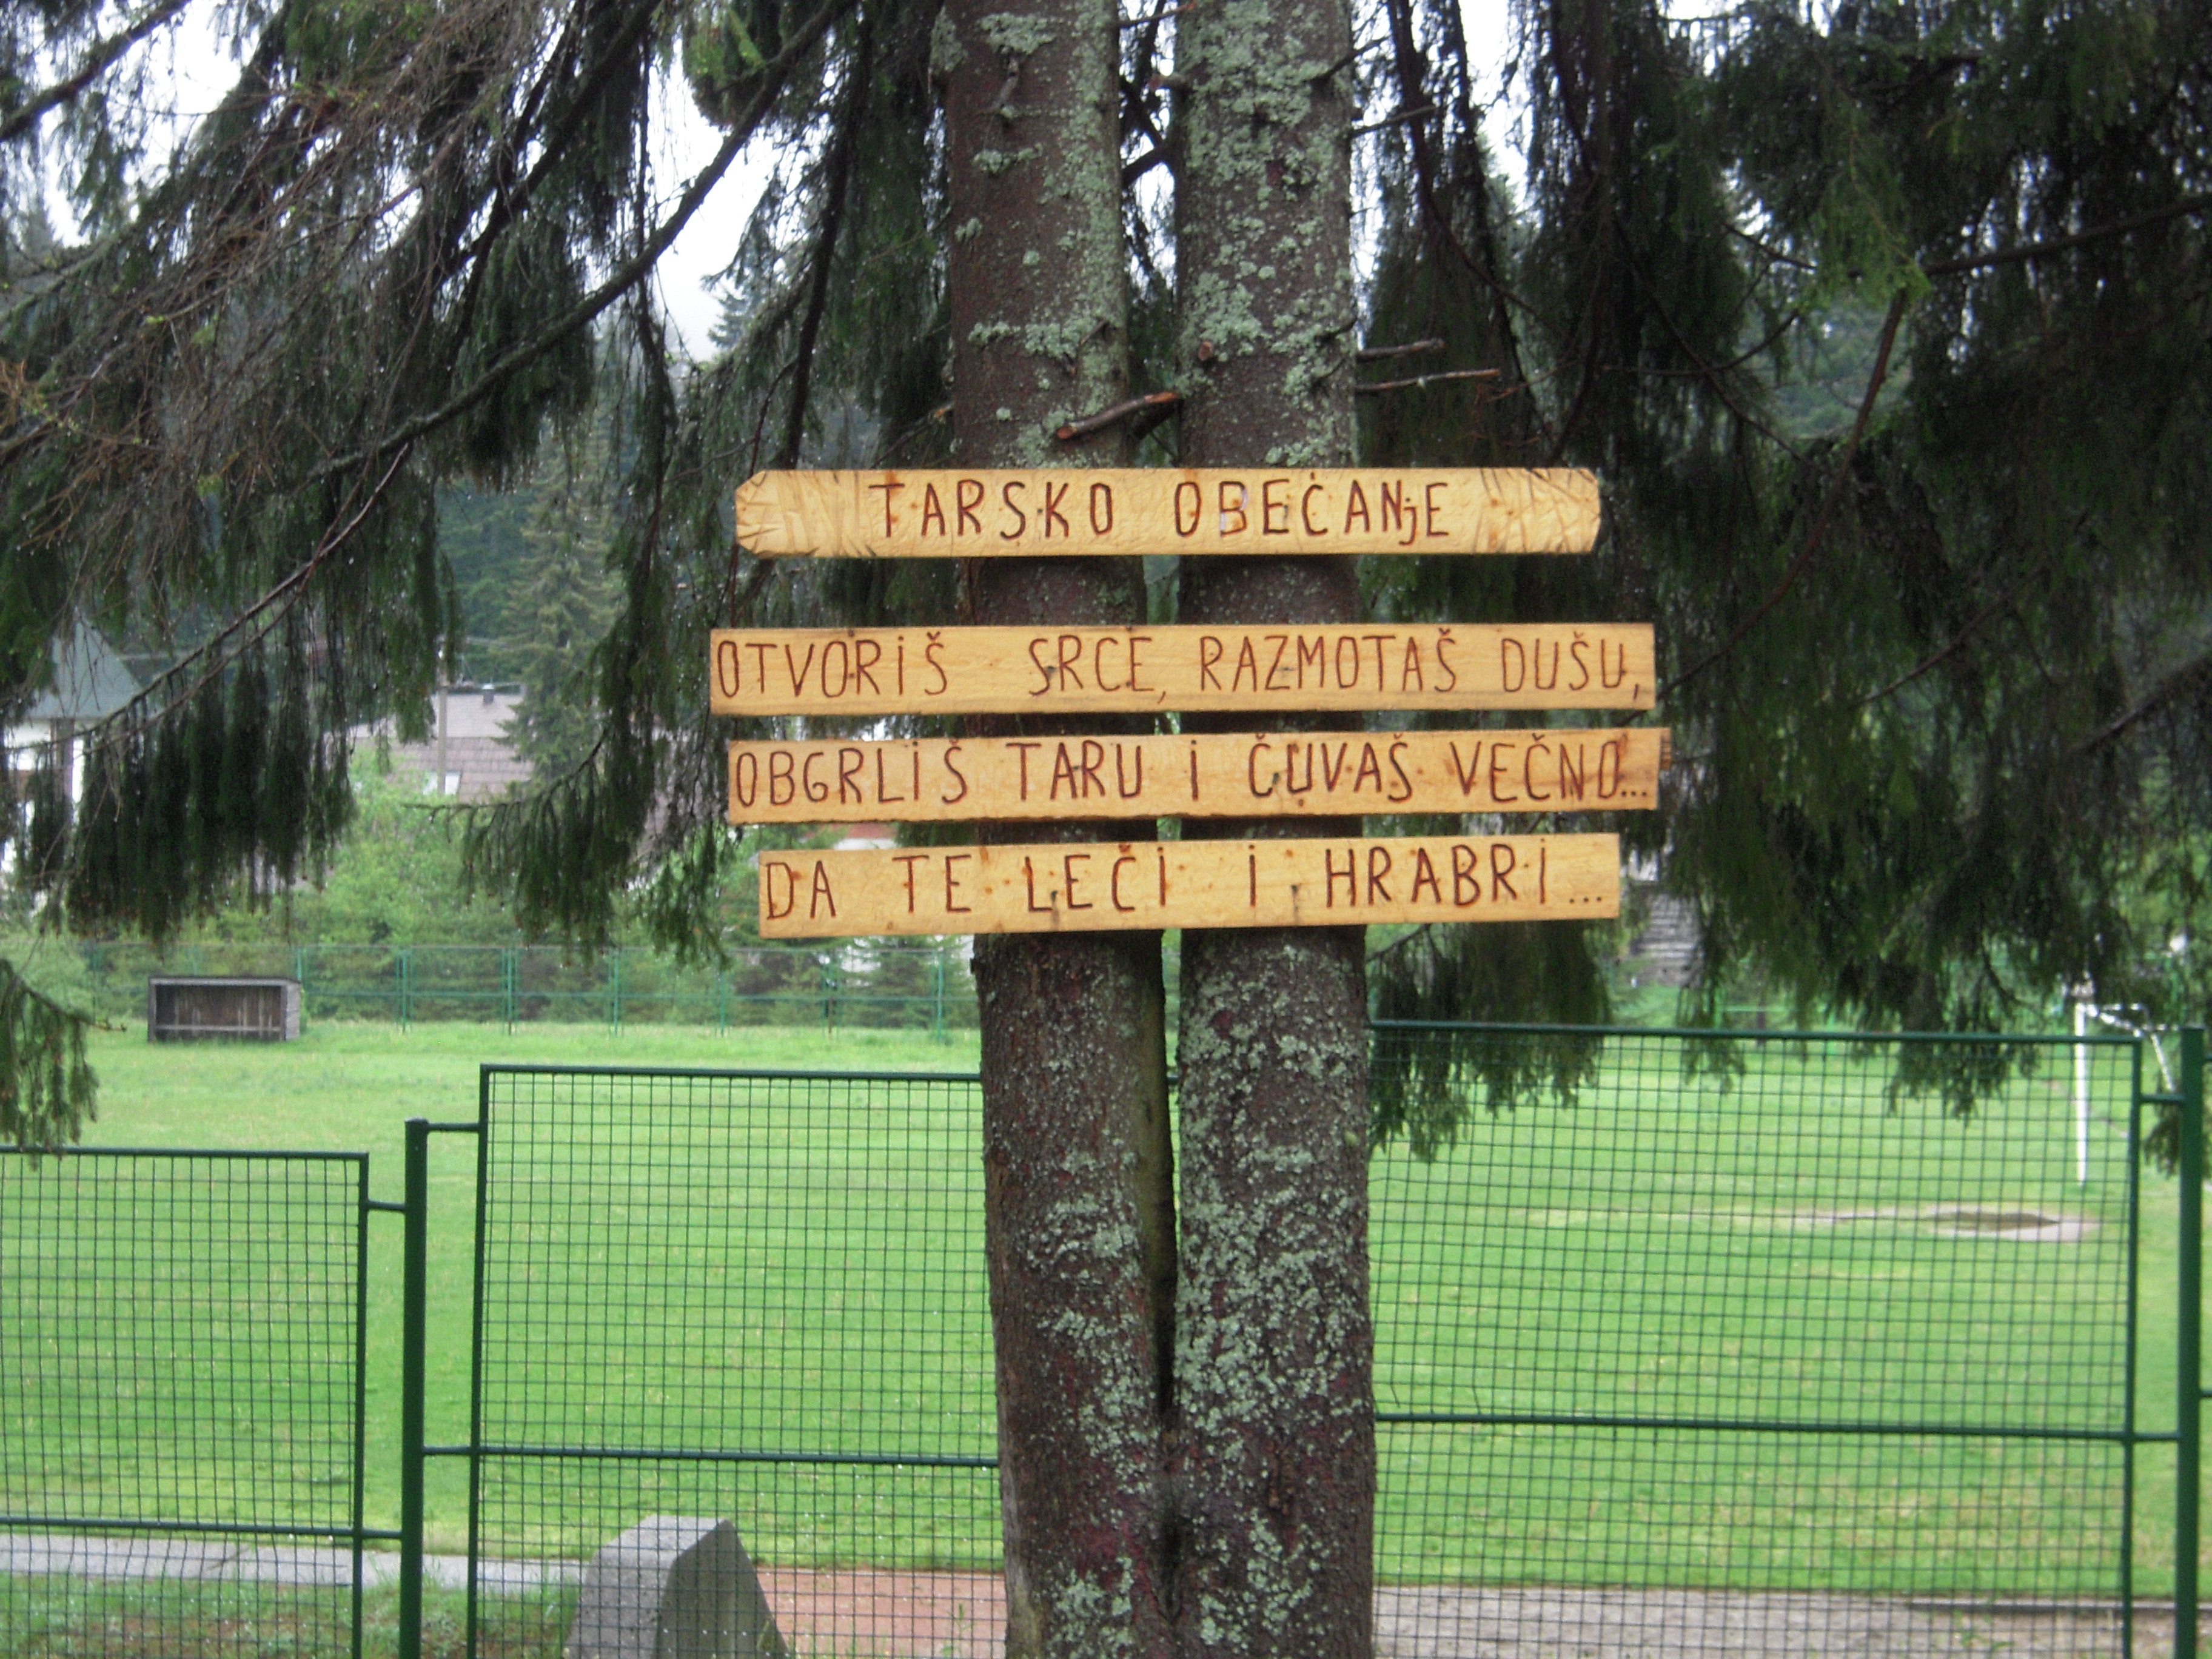 TARSKO OBEĆANjE
OTVORIŠ SRCE, RAZMOTAŠ DUŠU,
OBGRLIŠ TARU I ČUVAŠ VEČNO...
DA TE LEČI I HRABRI...